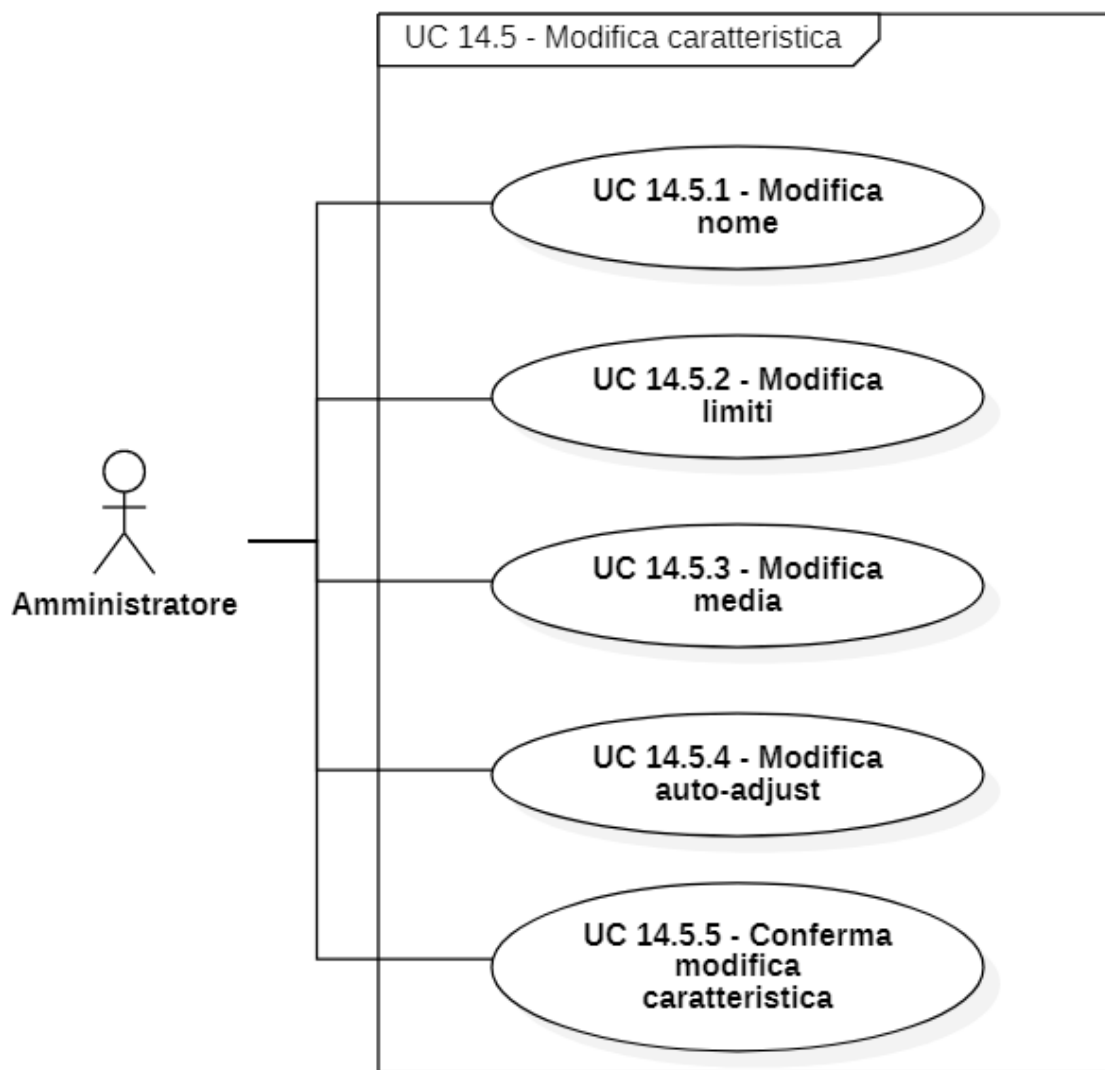 UC 14.5 - Modifica caratteristica
UC 14.5.1 - Modifica
nome
UC 14.5.2 - Modifica
limiti
UC 14.5.3 - Modifica
media
Amministratore
UC 14.5.4 - Modifica
auto-adjust
UC 14.5.5 - Conferma
modifica
caratteristica